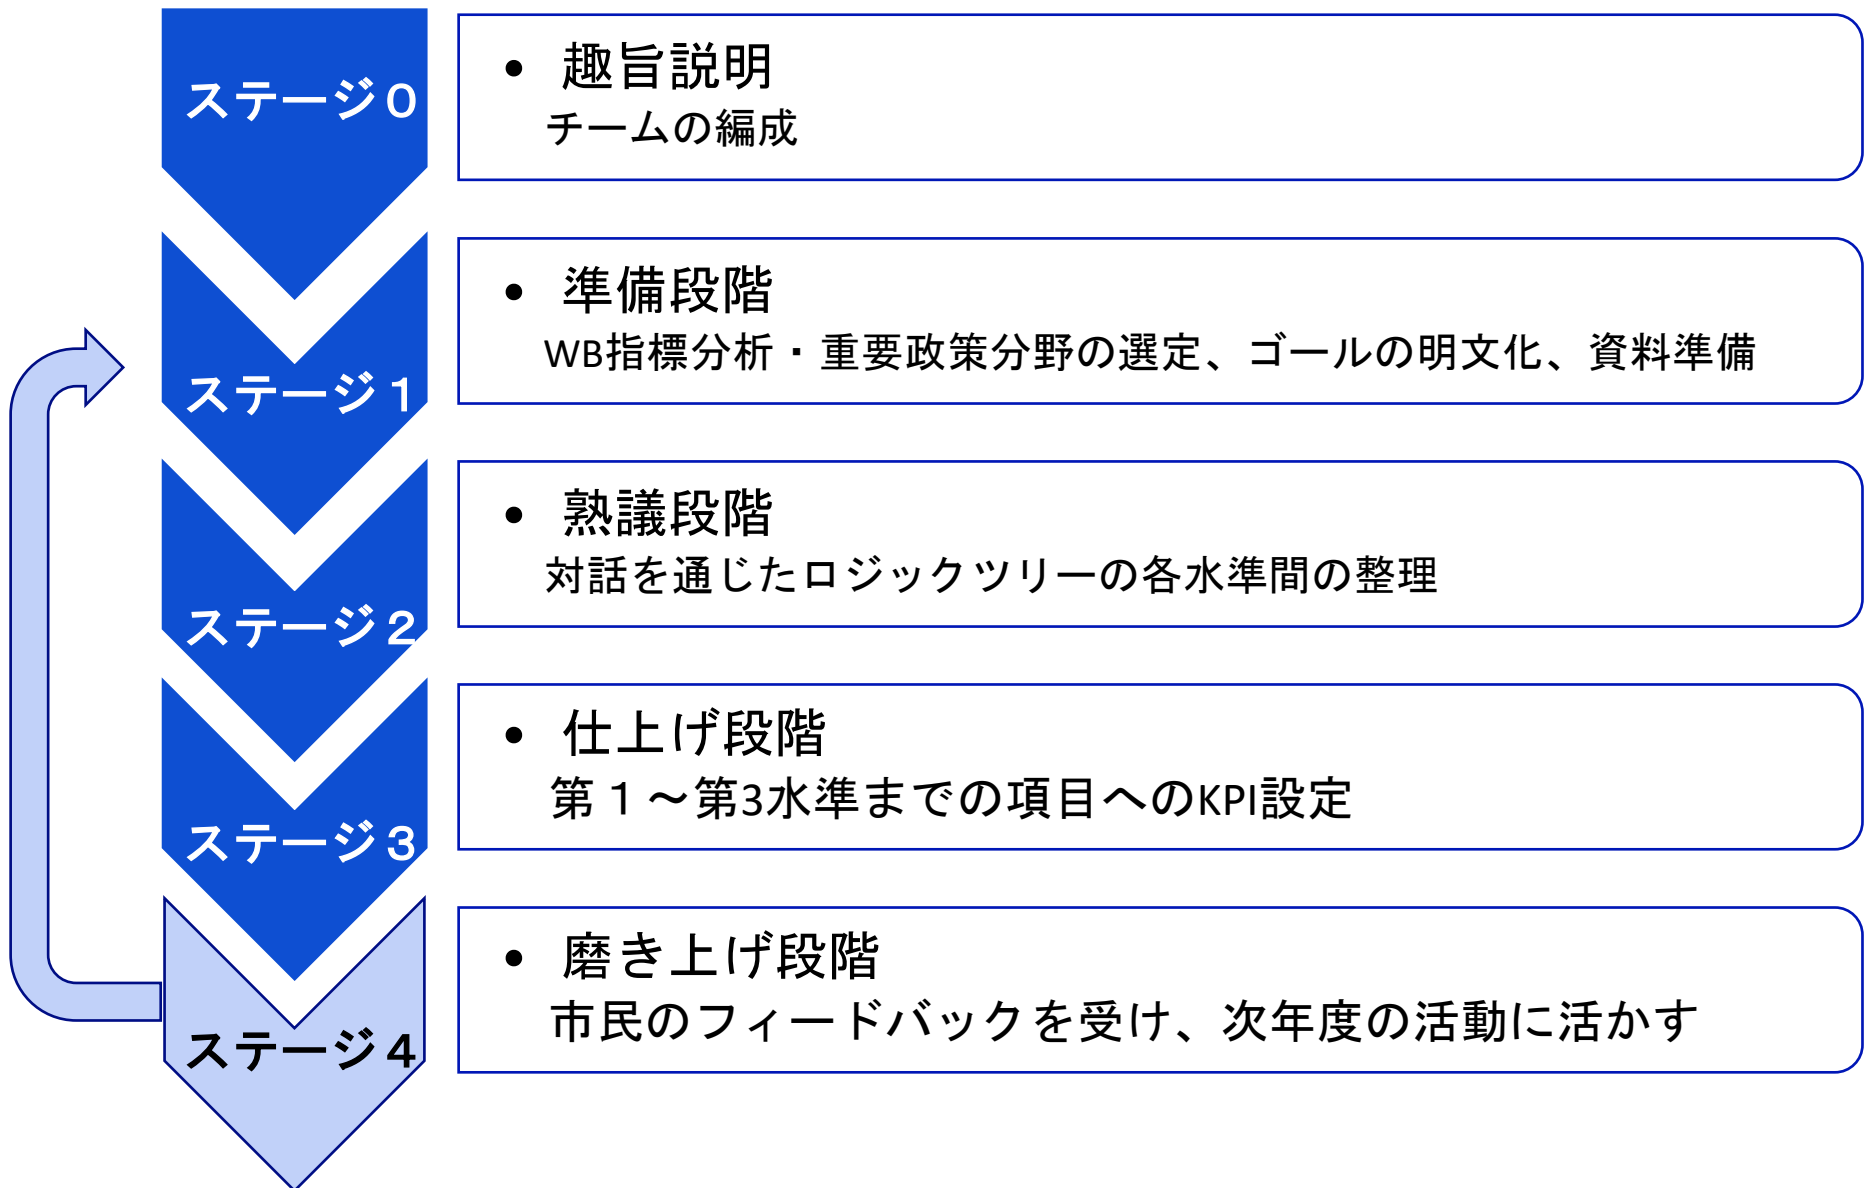 ステージ０
• 趣旨説明
チームの編成
ステージ１
• 準備段階
WB指標分析・重要政策分野の選定、ゴールの明文化、資料準備
ステージ２
• 熟議段階
対話を通じたロジックツリーの各水準間の整理
ステージ３
• 仕上げ段階
第１～第3水準までの項目へのKPI設定
ステージ４
• 磨き上げ段階
市民のフィードバックを受け、次年度の活動に活かす